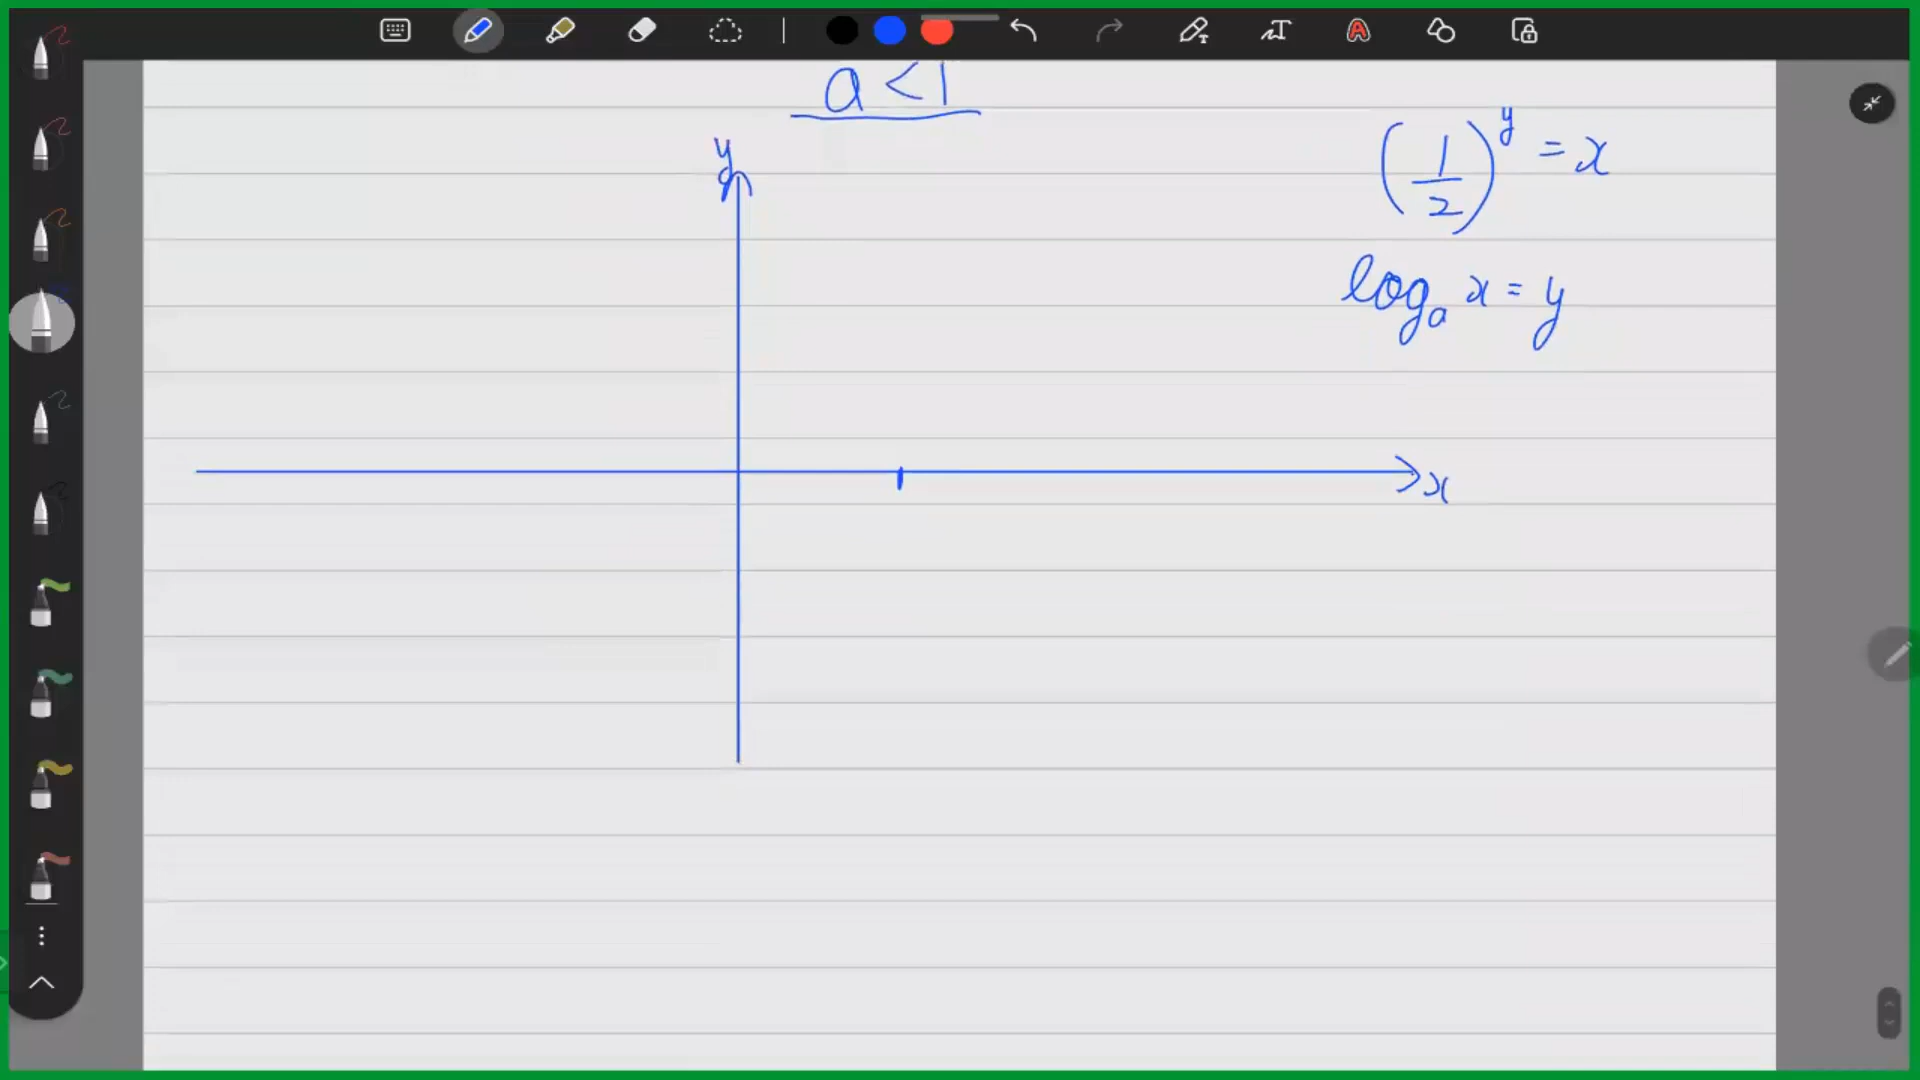 a < 1
y
(1/2)^y = x
log_a x = y
x